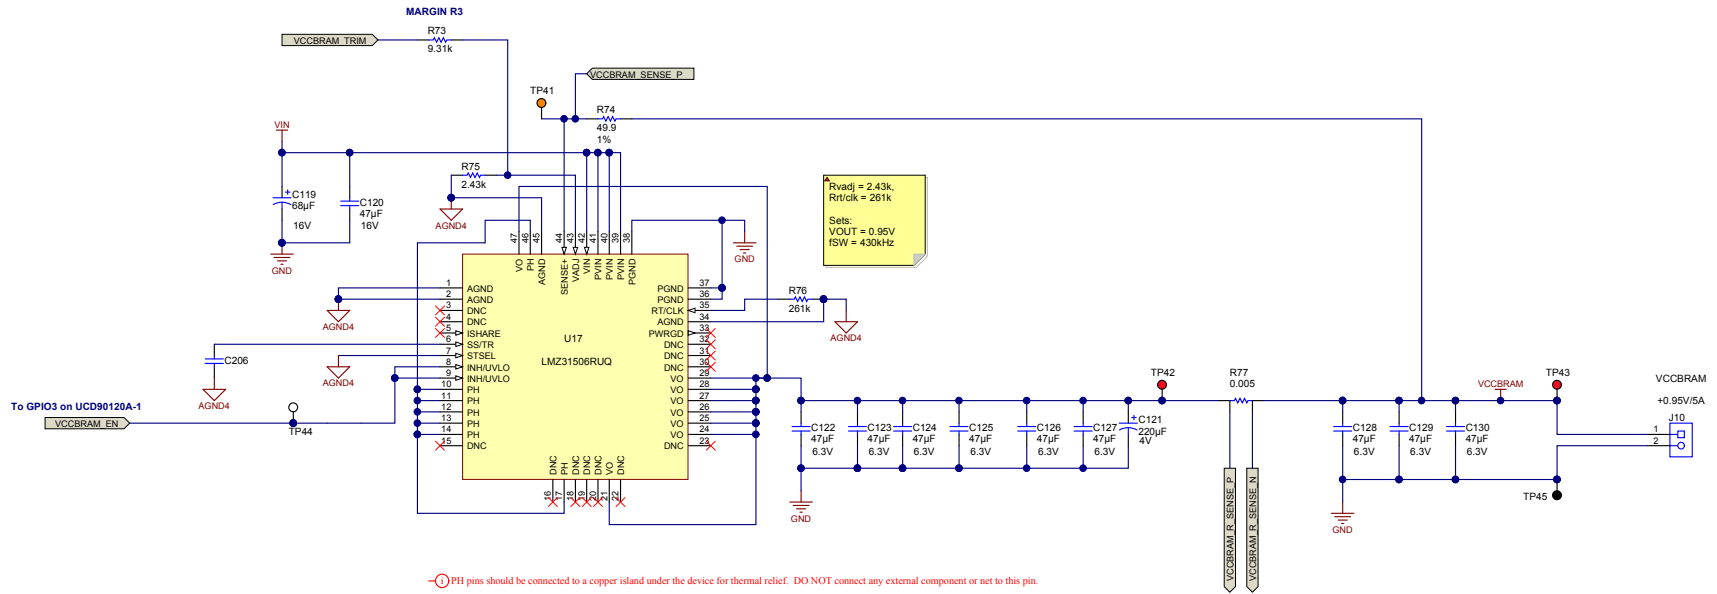 MARGIN R3
R73
9.31k
VCCBRAM_TRIM
VCCBRAM_SENSE_P
TP41
R74
49.9
1%
VIN
R75
2.43k
C119
68µF
16V
C120
47µF
16V
GND
AGND4
Rvadj = 2.43k,
Rrt/clk = 261k
Sets:
VOUT = 0.95V
fSW = 430kHz
47 46 45 44 43 42 41 40 39 38
VO PH AGND SENSE+ VADJ VIN PVIN PVIN PVIN PGND
GND
1 AGND
2 AGND
3 DNC
4 DNC
5 ISHARE
6 SS/TR
7 STSEL
8 INH/UVLO
9 INH/UVLO
10 PH
11 PH
12 PH
13 PH
14 PH
15 DNC
U17
LMZ31506RUQ
PGND 37
PGND 36
RT/CLK 35
AGND 34
PWRGD 33
DNC 32
DNC 31
DNC 30
VO 29
VO 28
VO 27
VO 26
VO 25
VO 24
DNC 23
DNC PH DNC DNC DNC VO DNC
16 17 18 19 20 21 22
AGND4
AGND4
C206
AGND4
To GPIO3 on UCD90120A-1
VCCBRAM_EN
TP44
R76
261k
AGND4
C122
47µF
6.3V
C123
47µF
6.3V
C124
47µF
6.3V
C125
47µF
6.3V
C126
47µF
6.3V
C127
47µF
6.3V
C121
220µF
4V
GND
TP42
R77
0.005
VCCBRAM_R_SENSE_P
VCCBRAM_R_SENSE_N
C128
47µF
6.3V
C129
47µF
6.3V
C130
47µF
6.3V
GND
VCCBRAM
TP43
TP45
VCCBRAM
+0.95V/5A
J10
1
2
i PH pins should be connected to a copper island under the device for thermal relief. DO NOT connect any external component or net to this pin.